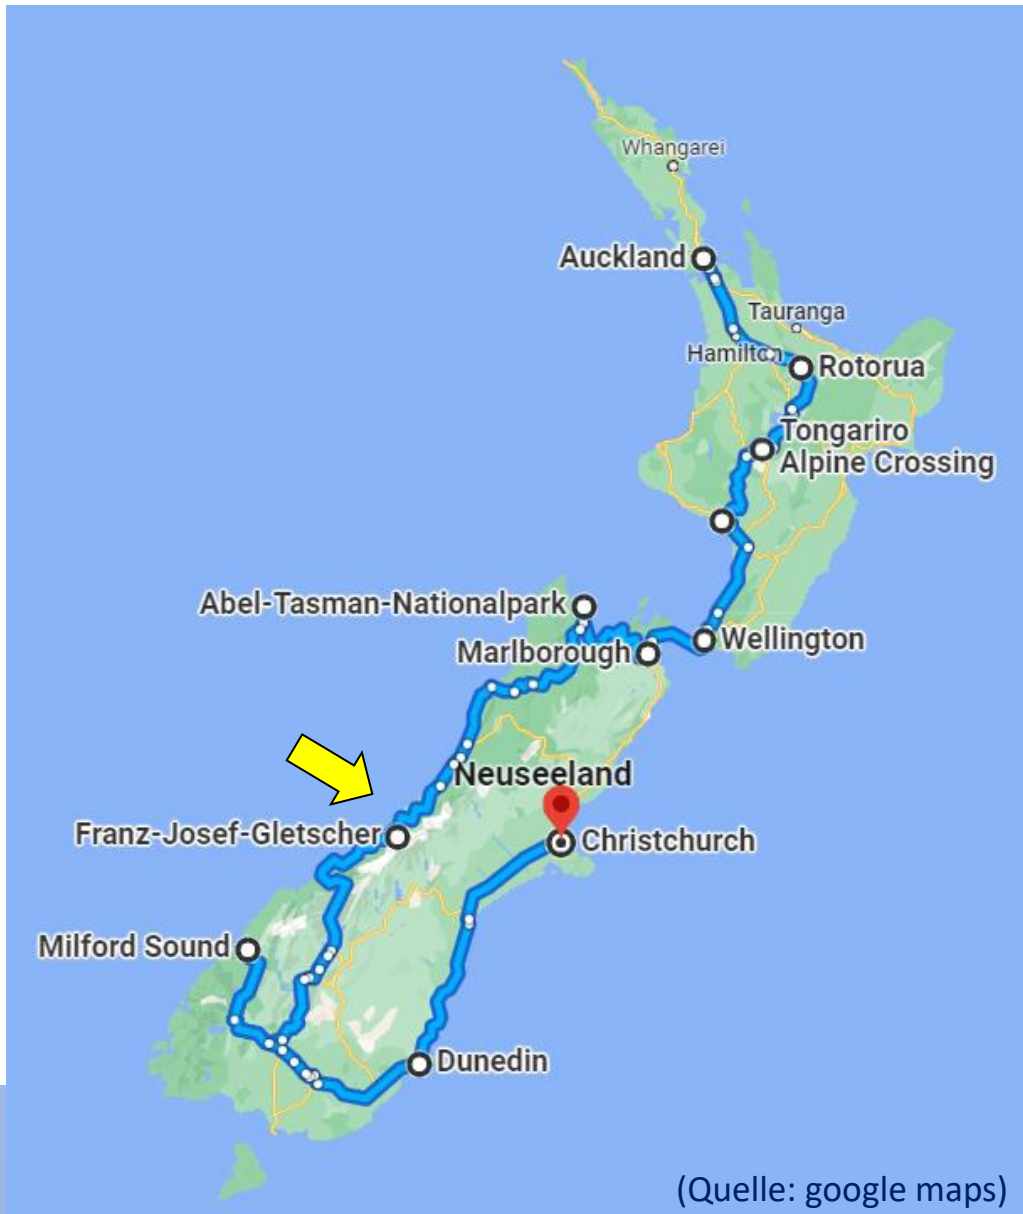 Whangarei
Auckland
Tauranga
Hamilton
Rotorua
Tongariro
Alpine Crossing
Abel-Tasman-Nationalpark
Marlborough
Wellington
Neuseeland
Franz-Josef-Gletscher
Christchurch
Milford Sound
Dunedin
(Quelle: google maps)